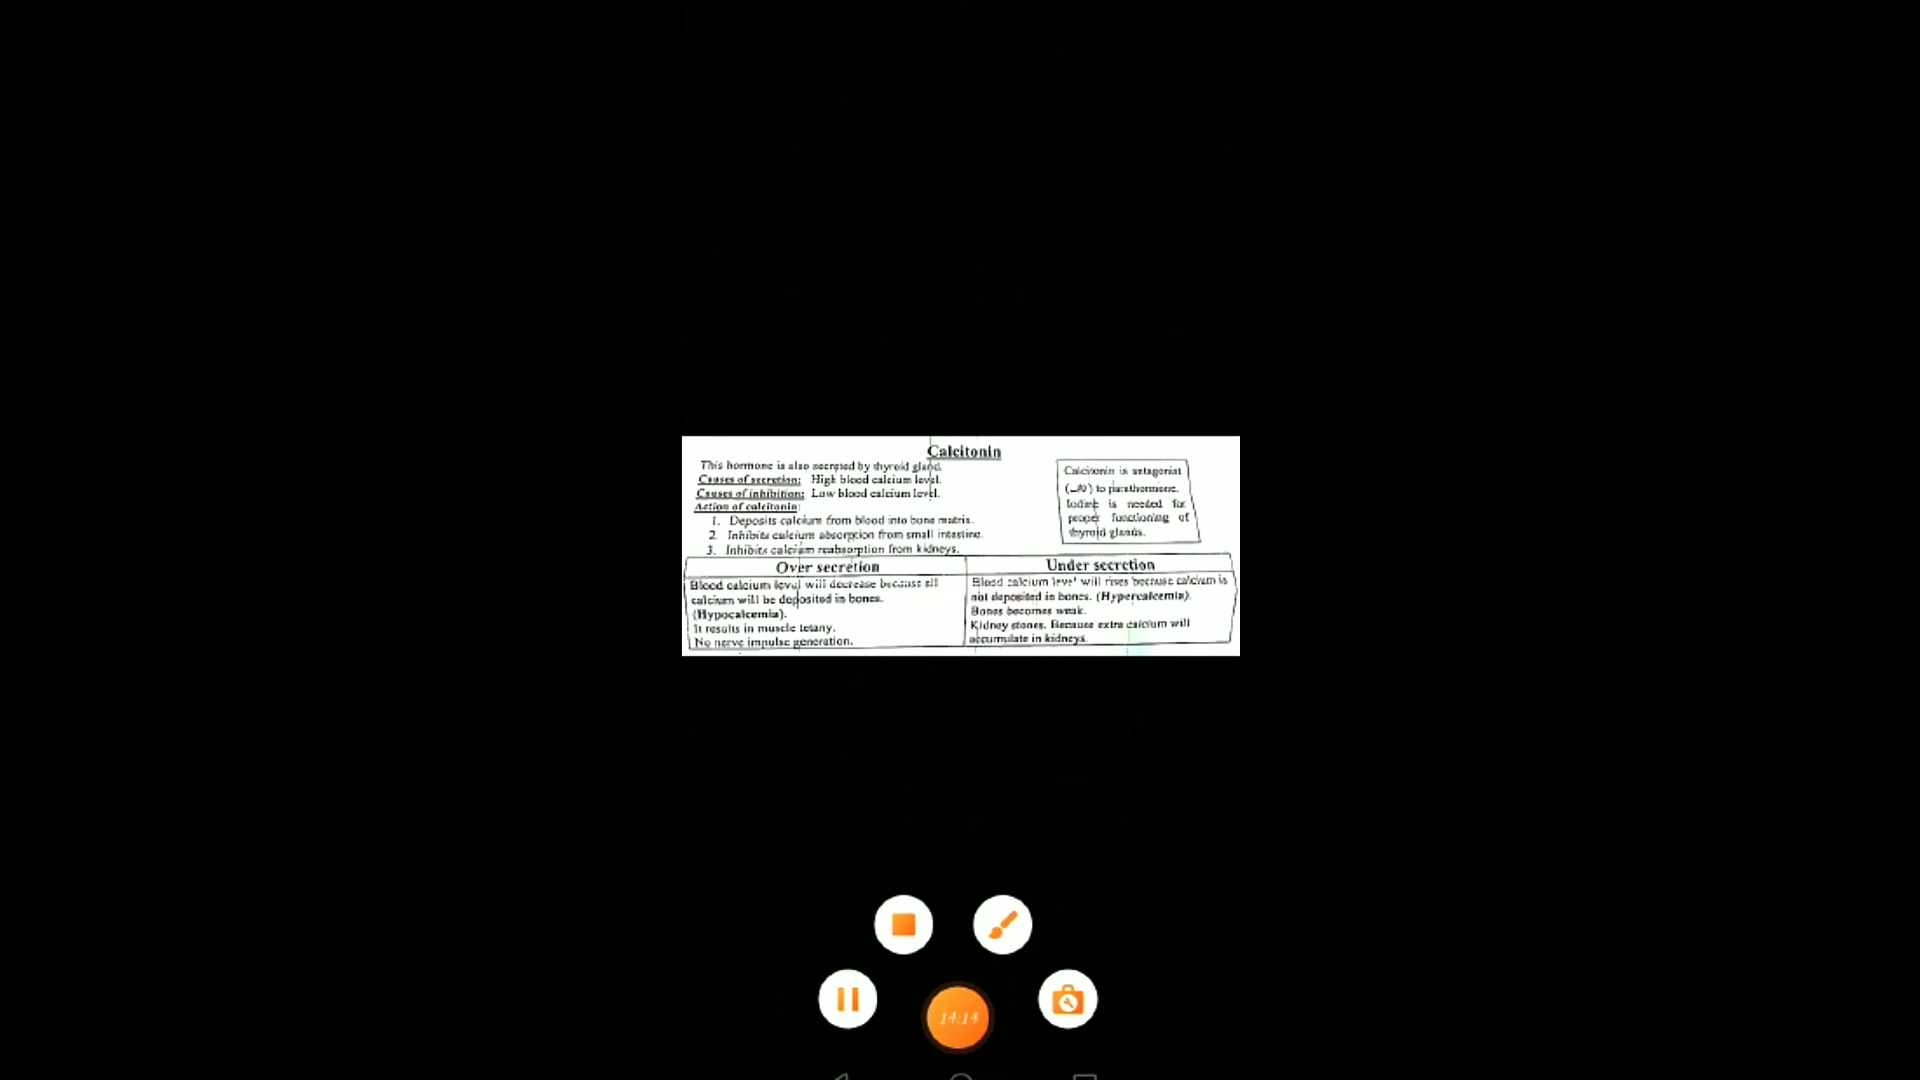 Calcitonin
This hormone is also secreted by thyroid gland.
Causes of secretion: High blood calcium level.
Causes of inhibition: Low blood calcium level.
Action of calcitonin:
1. Deposits calcium from blood into bone matrix.
2. Inhibits calcium absorption from small intestine.
3. Inhibits calcium reabsorption from kidneys.
Calcitonin is antagonist
to parathormone.
Iodine is needed for
proper functioning of
thyroid glands.
Over secretion
Blood calcium level will decrease because all
calcium will be deposited in bones.
(Hypocalcemia).
It results in muscle tetany.
No nerve impulse generation.
Under secretion
Blood calcium level will rises because calcium is
not deposited in bones. (Hypercalcemia).
Bones becomes weak.
Kidney stones. Because extra calcium will
accumulate in kidneys.
14:14